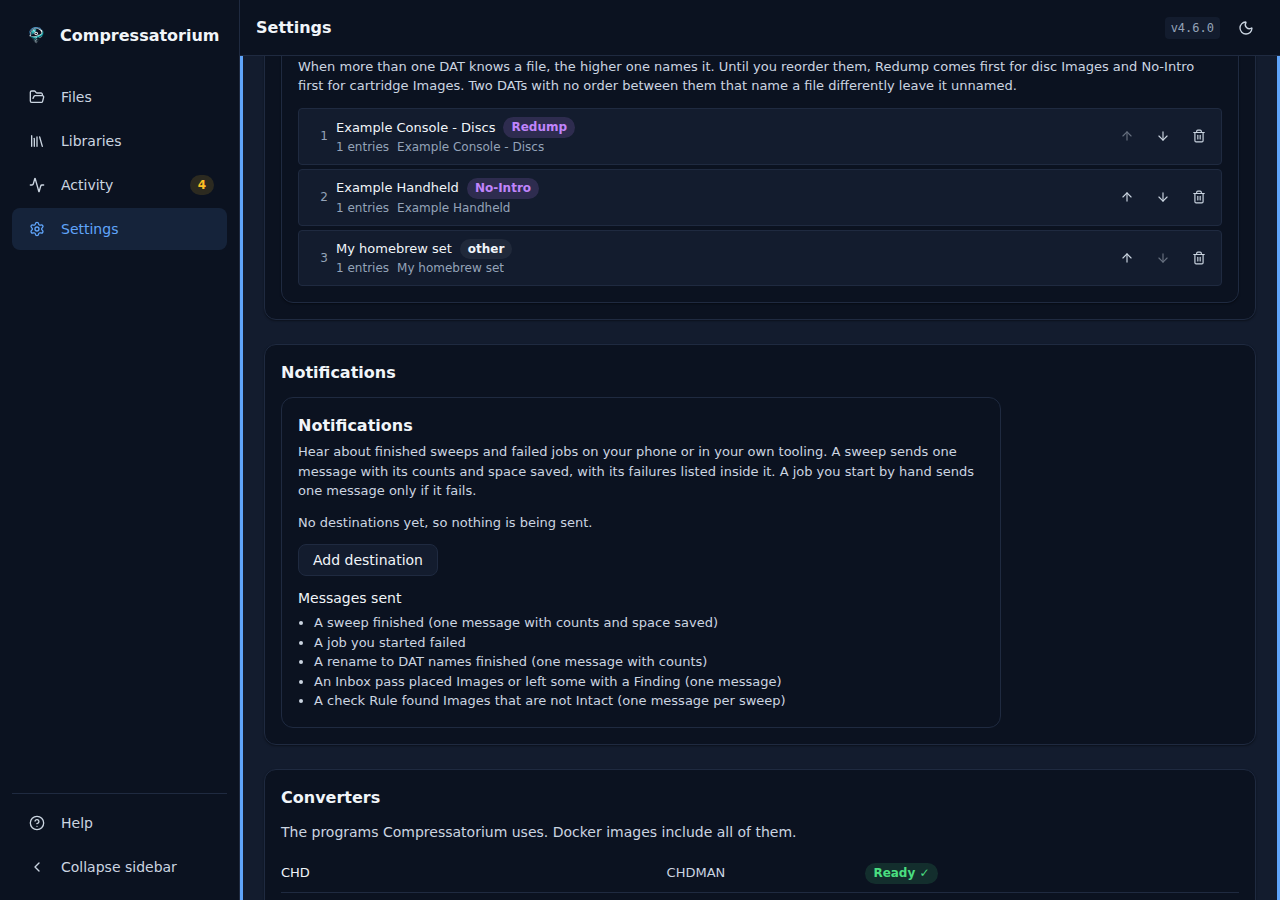 Compressatorium
Settings
v4.6.0
Files
Libraries
Activity
4
Settings
Help
Collapse sidebar
When more than one DAT knows a file, the higher one names it. Until you reorder them, Redump comes first for disc Images and No-Intro
first for cartridge Images. Two DATs with no order between them that name a file differently leave it unnamed.
1
Example Console - Discs
Redump
1 entries Example Console - Discs
2
Example Handheld
No-Intro
1 entries Example Handheld
3
My homebrew set
other
1 entries My homebrew set
Notifications
Notifications
Hear about finished sweeps and failed jobs on your phone or in your own tooling. A sweep sends one
message with its counts and space saved, with its failures listed inside it. A job you start by hand sends
one message only if it fails.
No destinations yet, so nothing is being sent.
Add destination
Messages sent
• A sweep finished (one message with counts and space saved)
• A job you started failed
• A rename to DAT names finished (one message with counts)
• An Inbox pass placed Images or left some with a Finding (one message)
• A check Rule found Images that are not Intact (one message per sweep)
Converters
The programs Compressatorium uses. Docker images include all of them.
CHD
CHDMAN
Ready ✓